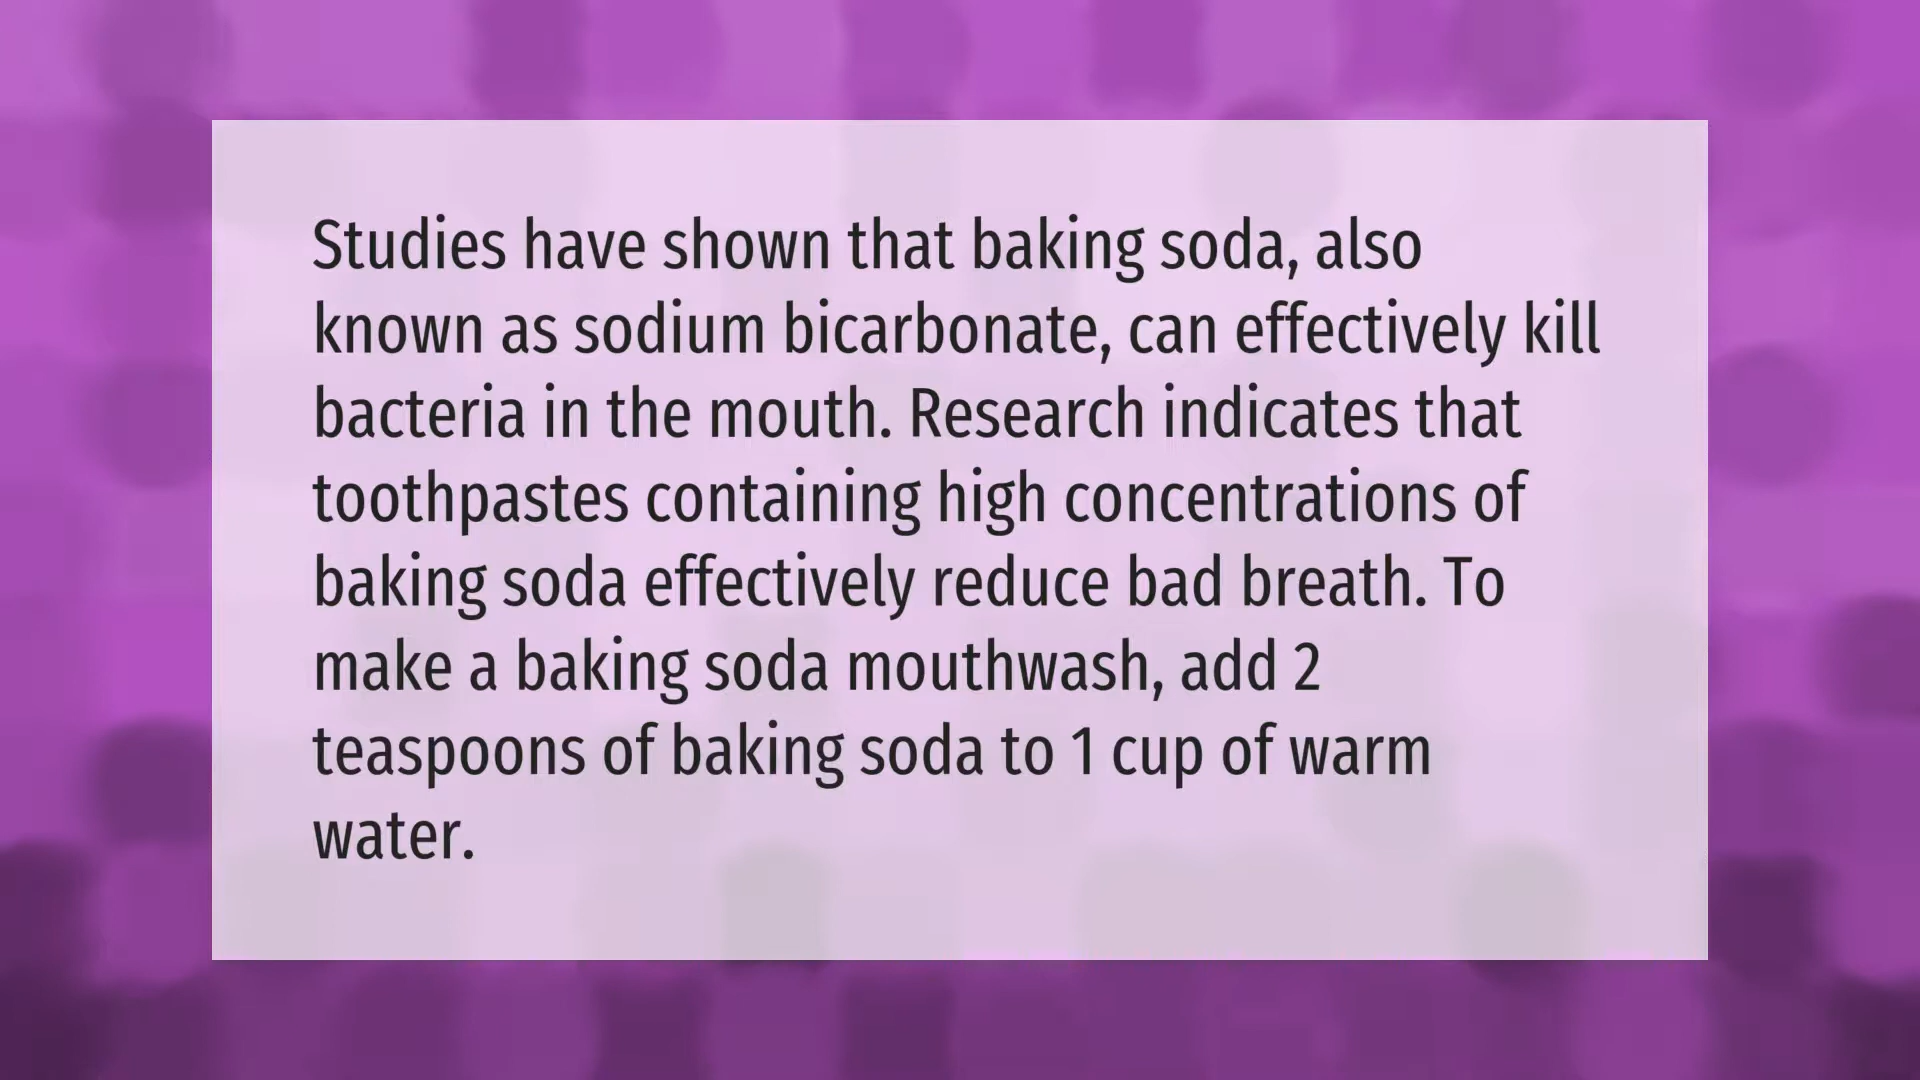 Studies have shown that baking soda, also
known as sodium bicarbonate, can effectively kill
bacteria in the mouth. Research indicates that
toothpastes containing high concentrations of
baking soda effectively reduce bad breath. To
make a baking soda mouthwash, add 2
teaspoons of baking soda to 1 cup of warm
water.